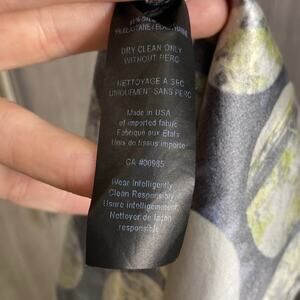 DRY CLEAN ONLY
WITHOUT PERC
NETTOYAGE A SEC
UNIQUEMENT SANS PERC
Made in USA
of imported fabric
Fabriqué aux Etats
Unis de tissus importé
CA #00985
Wear Intelligently
Clean Responsibly
Usure intelligemment
Nettoyer de façon
responsible